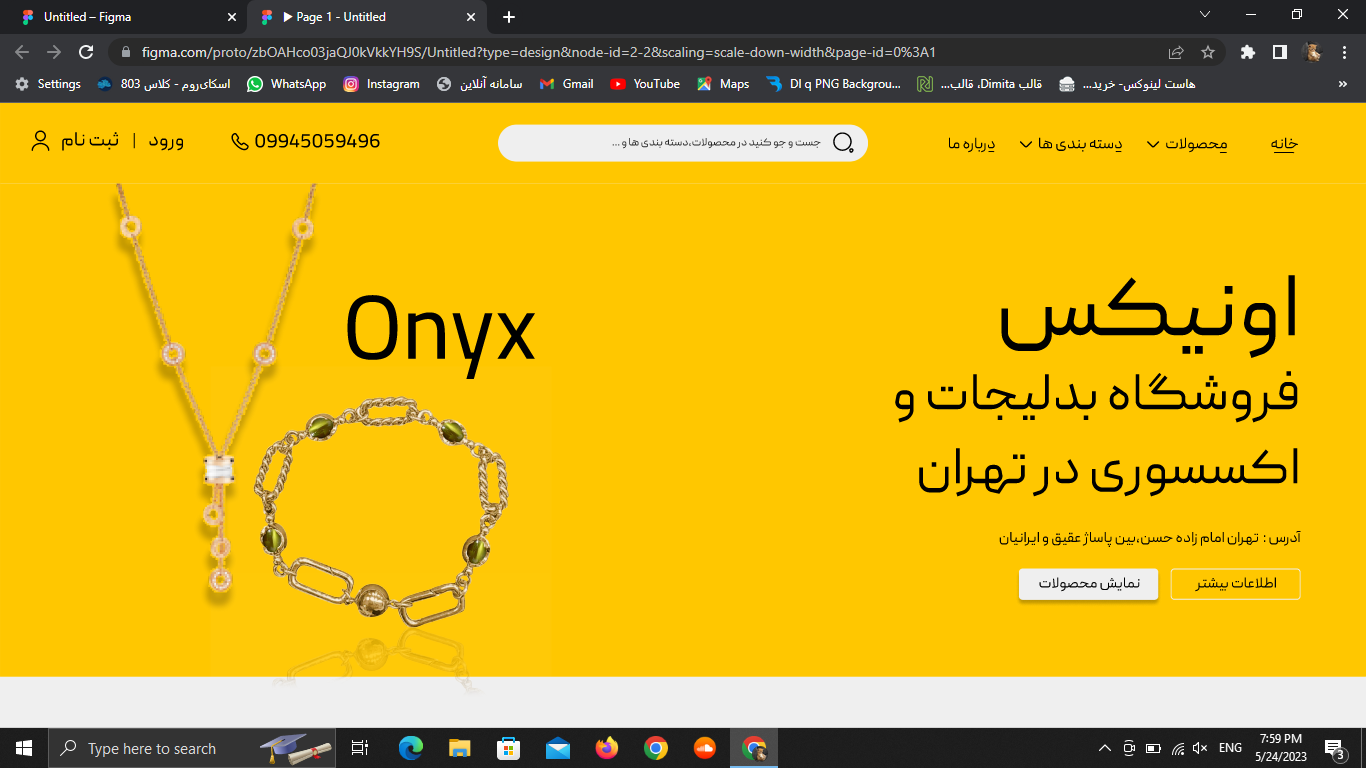 Untitled – Figma
Page 1 - Untitled
figma.com/proto/zbOAHco03jaQJ0kVkkYH9S/Untitled?type=design&node-id=2-2&scaling=scale-down-width&page-id=0%3A1
Settings
اسکای‌روم - کلاس 803
WhatsApp
Instagram
سامانه آنلاین
Gmail
YouTube
Maps
DI q PNG Backgrou...
قالب Dimita، قالب...
هاست لینوکس- خرید...
»
خانه
محصولات
دسته بندی ها
درباره ما
جست و جو کنید در محصولات،دسته بندی ها و ...
09945059496
ورود | ثبت نام
Onyx
اونیکس
فروشگاه بدلیجات و
اکسسوری در تهران
آدرس : تهران امام زاده حسن،بین پاساژ عقیق و ایرانیان
اطلاعات بیشتر
نمایش محصولات
Type here to search
ENG
7:59 PM
5/24/2023
3